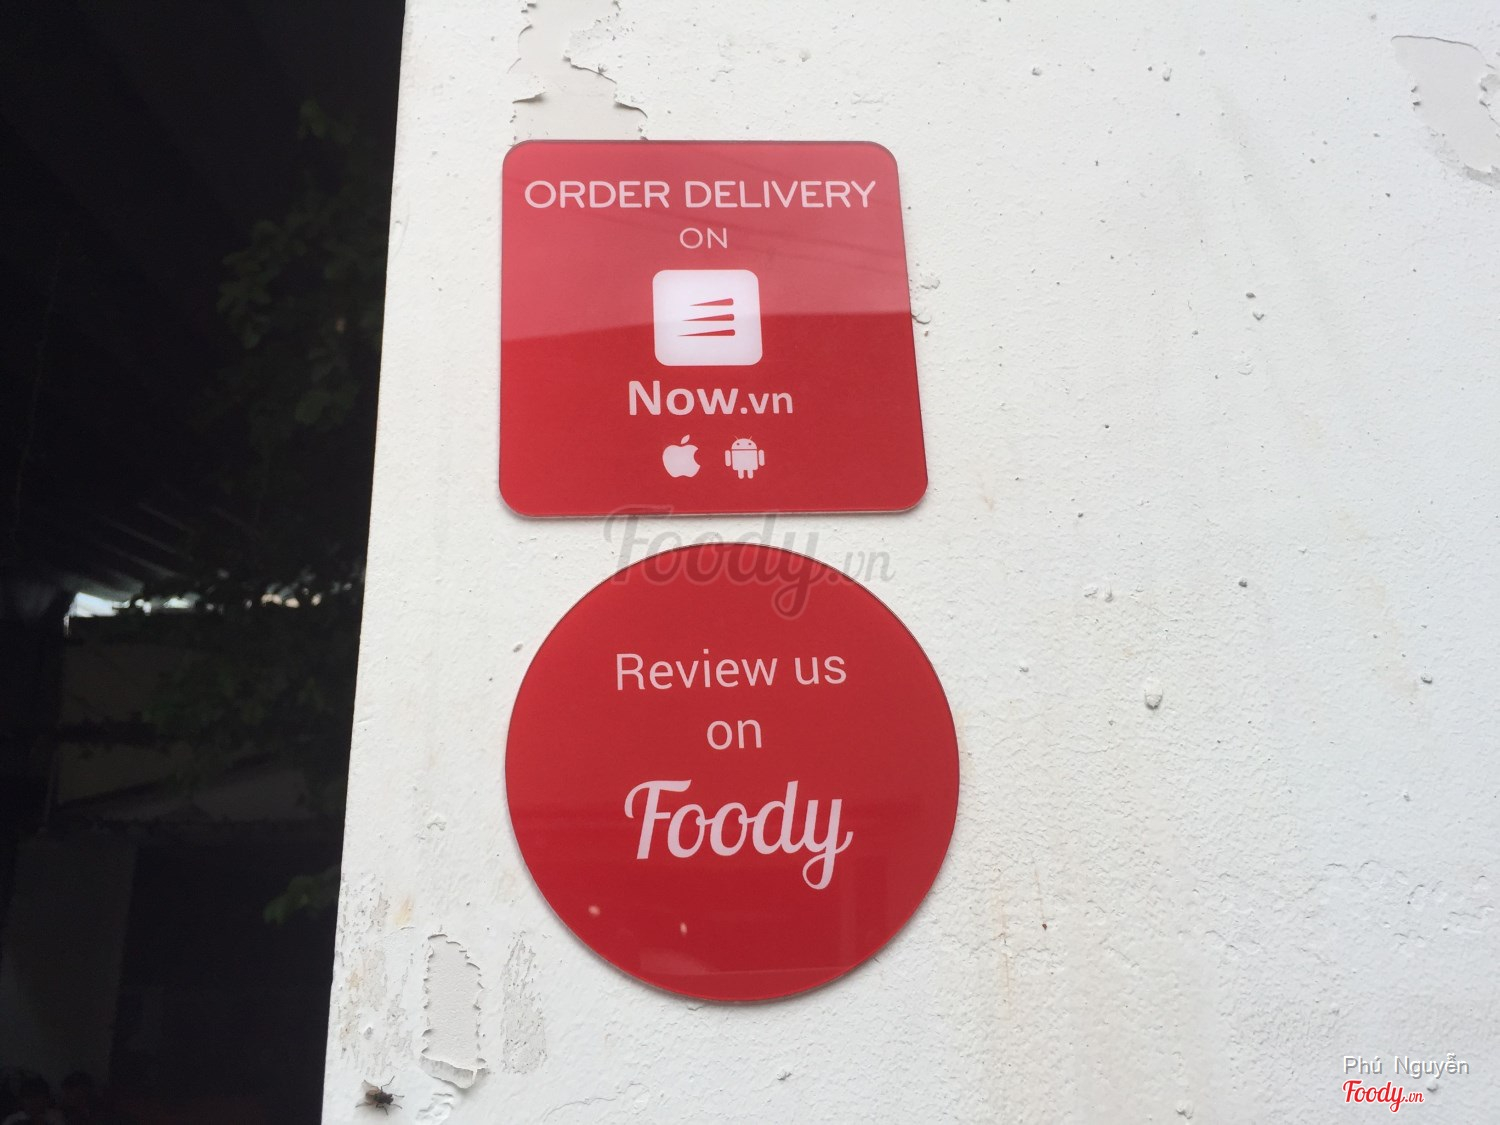 ORDER DELIVERY
ON
Now.vn
Foody.vn
Review us
on
Foody
Phú Nguyễn
Foody.vn